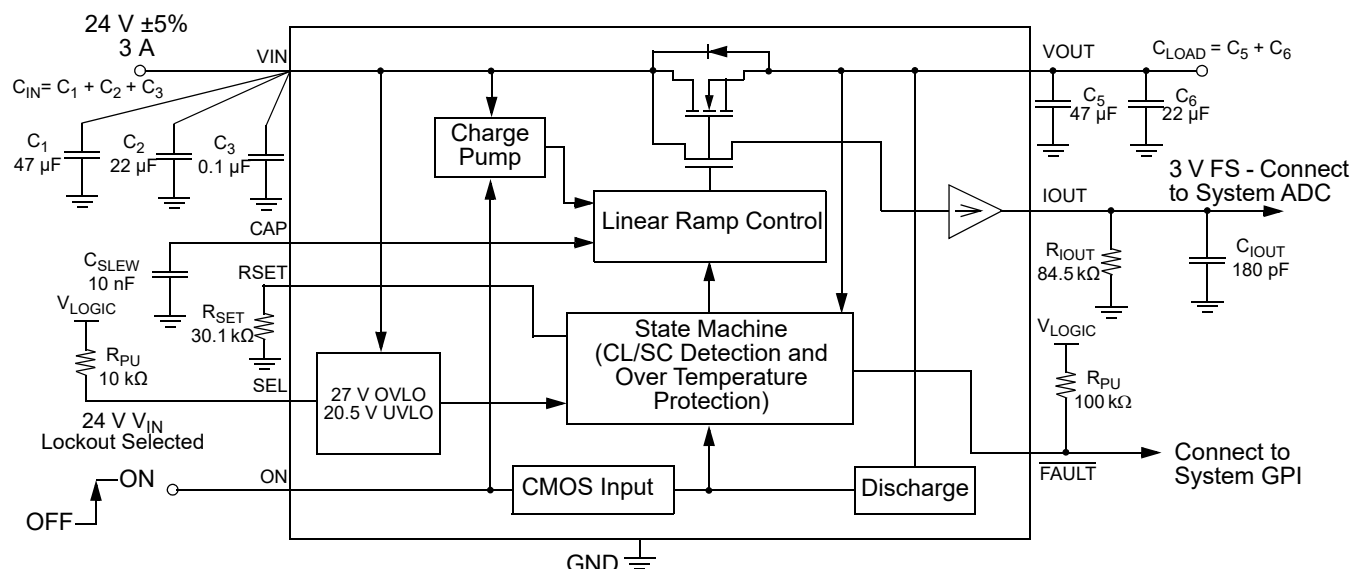 24 V ±5%
3 A
VIN
VOUT
C_LOAD = C5 + C6
C_IN= C1 + C2 + C3
C1
47 µF
C2
22 µF
C3
0.1 µF
C5
47 µF
C6
22 µF
Charge
Pump
3 V FS - Connect
to System ADC
IOUT
Linear Ramp Control
CAP
C_SLEW
10 nF
R_IOUT
84.5 kΩ
C_IOUT
180 pF
RSET
R_SET
30.1 kΩ
V_LOGIC
R_PU
10 kΩ
State Machine
(CL/SC Detection and
Over Temperature
Protection)
V_LOGIC
R_PU
100 kΩ
SEL
27 V OVLO
20.5 V UVLO
24 V V_IN
Lockout Selected
FAULT
Connect to
System GPI
ON
OFF
ON
CMOS Input
Discharge
GND